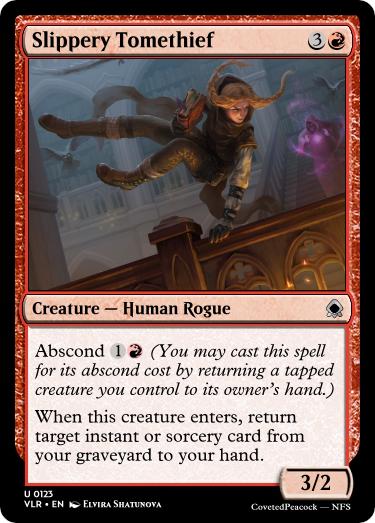 Slippery Tomethief 3
Creature — Human Rogue
Abscond 1 (You may cast this spell
for its abscond cost by returning a tapped
creature you control to its owner's hand.)
When this creature enters, return
target instant or sorcery card from
your graveyard to your hand.
3/2
U 0123
VLR • EN Elvira Shatunova
CovetedPeacock — NFS